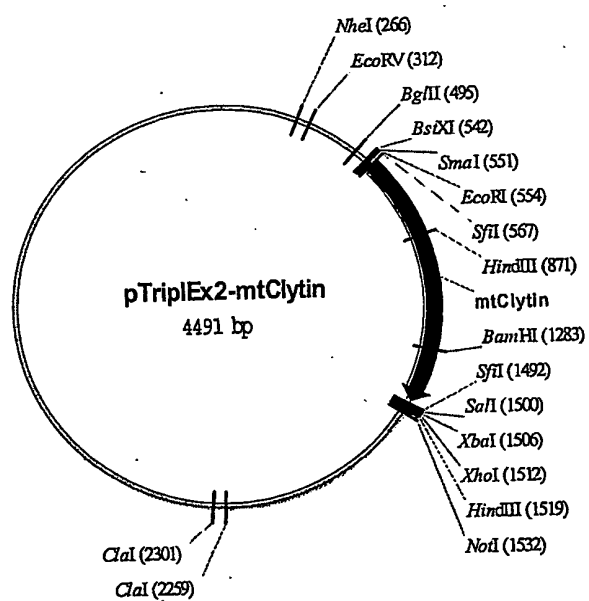 NheI (266)
EcoRV (312)
BglII (495)
BstXI (542)
SmaI (551)
EcoRI (554)
SfiI (567)
HindIII (871)
mtClytin
BamHI (1283)
SfiI (1492)
SalI (1500)
XbaI (1506)
XhoI (1512)
HindIII (1519)
NotI (1532)
pTriplEx2-mtClytin
4491 bp
ClaI (2301)
ClaI (2259)